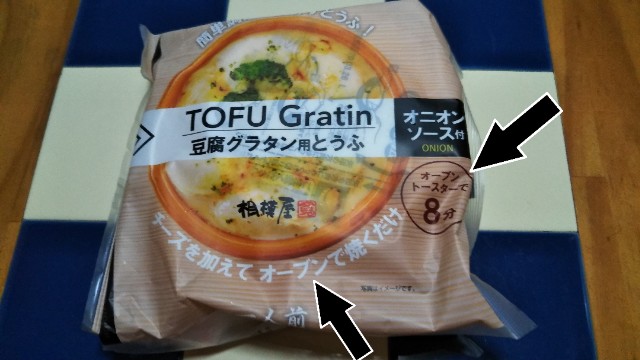 TOFU Gratin
豆腐グラタン用とうふ
オニオン
ソース付
ONION
オーブン
トースターで
8分
相模屋
チーズを加えて オーブンで焼くだけ
人前